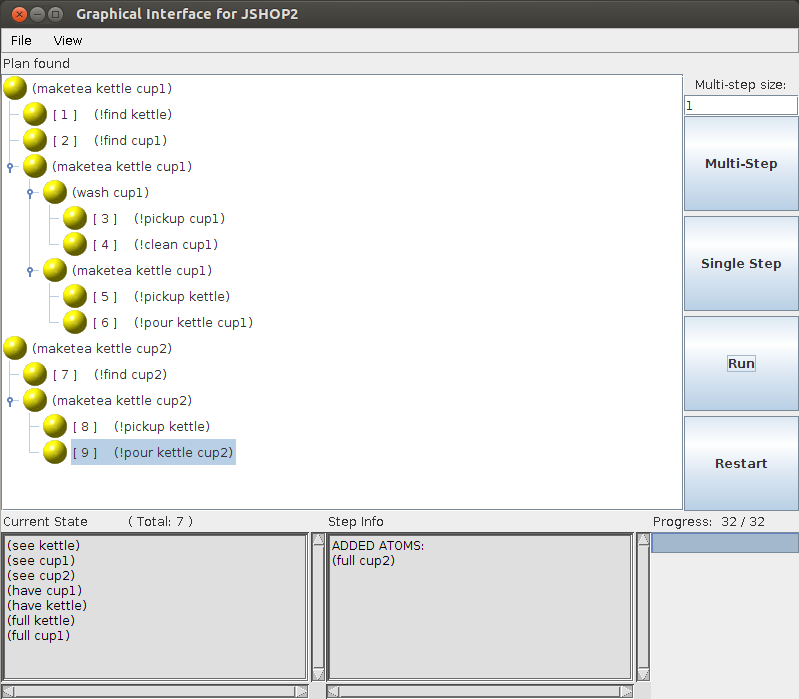 Graphical Interface for JSHOP2
File View
Plan found
(maketea kettle cup1)
[ 1 ] (!find kettle)
[ 2 ] (!find cup1)
(maketea kettle cup1)
(wash cup1)
[ 3 ] (!pickup cup1)
[ 4 ] (!clean cup1)
(maketea kettle cup1)
[ 5 ] (!pickup kettle)
[ 6 ] (!pour kettle cup1)
(maketea kettle cup2)
[ 7 ] (!find cup2)
(maketea kettle cup2)
[ 8 ] (!pickup kettle)
[ 9 ] (!pour kettle cup2)
Multi-step size:
1
Multi-Step
Single Step
Run
Restart
Current State ( Total: 7 )
(see kettle)
(see cup1)
(see cup2)
(have cup1)
(have kettle)
(full kettle)
(full cup1)
Step Info
ADDED ATOMS:
(full cup2)
Progress: 32 / 32